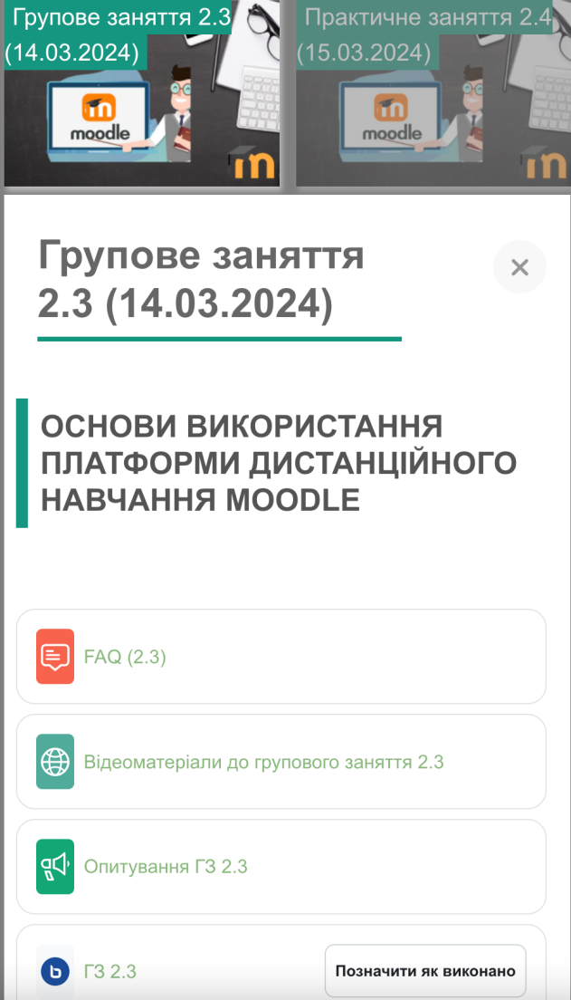 Групове заняття 2.3
(14.03.2024)
Практичне заняття 2.4
(15.03.2024)
moodle
moodle
Групове заняття
2.3 (14.03.2024)
ОСНОВИ ВИКОРИСТАННЯ
ПЛАТФОРМИ ДИСТАНЦІЙНОГО
НАВЧАННЯ MOODLE
FAQ (2.3)
Відеоматеріали до групового заняття 2.3
Опитування ГЗ 2.3
b
ГЗ 2.3
Позначити як виконано